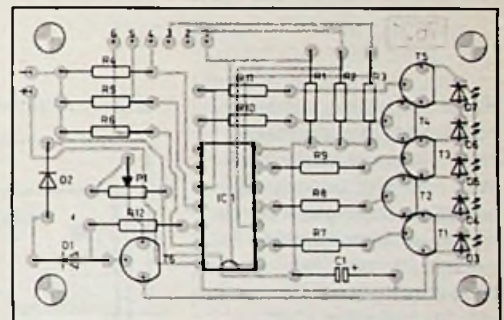 6 5 4 3 2 1
T5
R4
R11
R1 R2 R3
D7
R5
T4
R6
R10
D6
T3
R9
D5
D2
P1
IC1
T2
R8
D4
R12
T1
R7
D1
T6
C1 +
D3